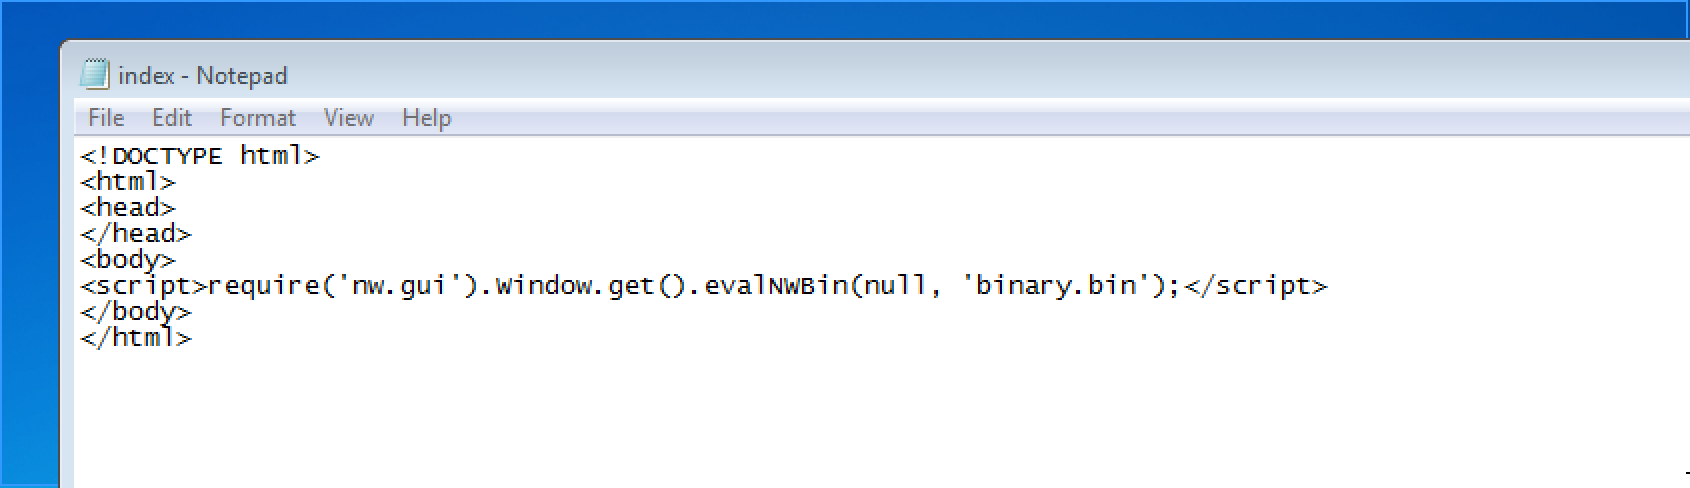 index - Notepad
File Edit Format View Help
<!DOCTYPE html>
<html>
<head>
</head>
<body>
<script>require('nw.gui').Window.get().evalNWBin(null, 'binary.bin');</script>
</body>
</html>